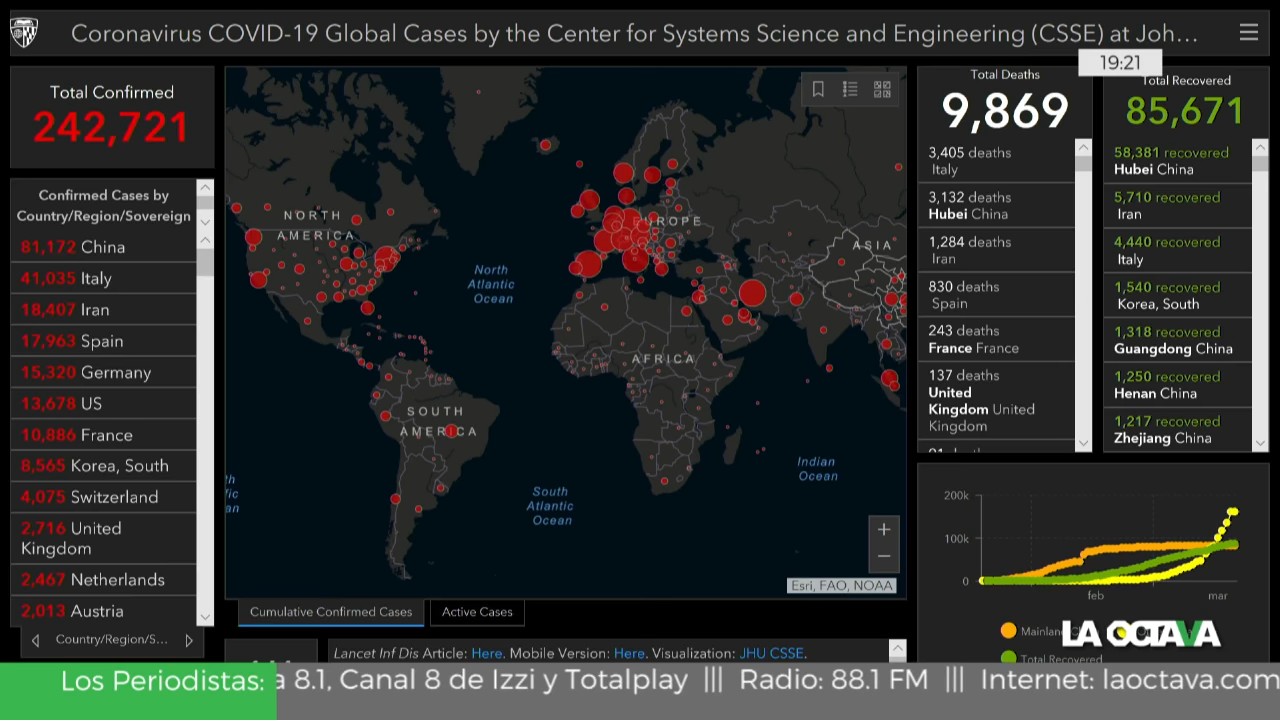 Coronavirus COVID-19 Global Cases by the Center for Systems Science and Engineering (CSSE) at Joh...
19:21
Total Confirmed
242,721
Confirmed Cases by
Country/Region/Sovereign
81,172 China
41,035 Italy
18,407 Iran
17,963 Spain
15,320 Germany
13,678 US
10,886 France
8,565 Korea, South
4,075 Switzerland
2,716 United
Kingdom
2,467 Netherlands
2,013 Austria
Country/Region/S...
NORTH
AMERICA
EUROPE
ASIA
North
Atlantic
Ocean
AFRICA
SOUTH
AMERICA
Indian
Ocean
South
Atlantic
Ocean
Esri, FAO, NOAA
Cumulative Confirmed Cases
Active Cases
Lancet Inf Dis Article: Here. Mobile Version: Here. Visualization: JHU CSSE.
Total Deaths
9,869
3,405 deaths
Italy
3,132 deaths
Hubei China
1,284 deaths
Iran
830 deaths
Spain
243 deaths
France France
137 deaths
United
Kingdom United
Kingdom
Total Recovered
85,671
58,381 recovered
Hubei China
5,710 recovered
Iran
4,440 recovered
Italy
1,540 recovered
Korea, South
1,318 recovered
Guangdong China
1,250 recovered
Henan China
1,217 recovered
Zhejiang China
200k
100k
0
feb
mar
LA OCTAVA
Total Recovered
Los Periodistas: a 8.1, Canal 8 de Izzi y Totalplay ||| Radio: 88.1 FM ||| Internet: laoctava.com